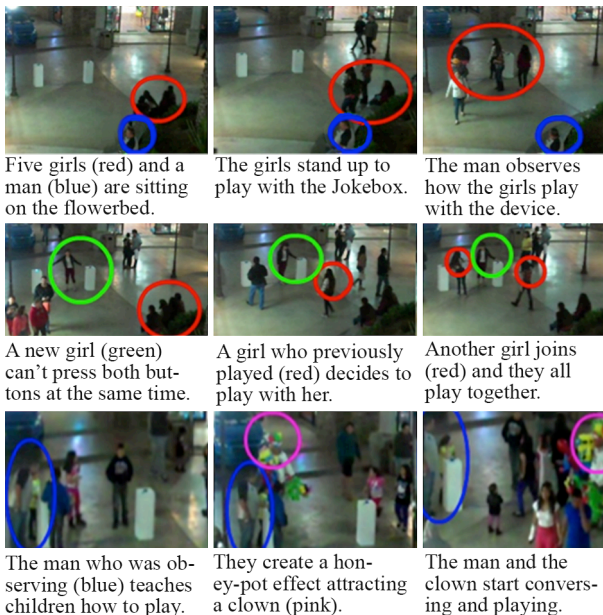 Five girls (red) and a
man (blue) are sitting
on the flowerbed.
The girls stand up to
play with the Jokebox.
The man observes
how the girls play
with the device.
A new girl (green)
can't press both but-
tons at the same time.
A girl who previously
played (red) decides to
play with her.
Another girl joins
(red) and they all
play together.
The man who was ob-
serving (blue) teaches
children how to play.
They create a hon-
ey-pot effect attracting
a clown (pink).
The man and the
clown start convers-
ing and playing.